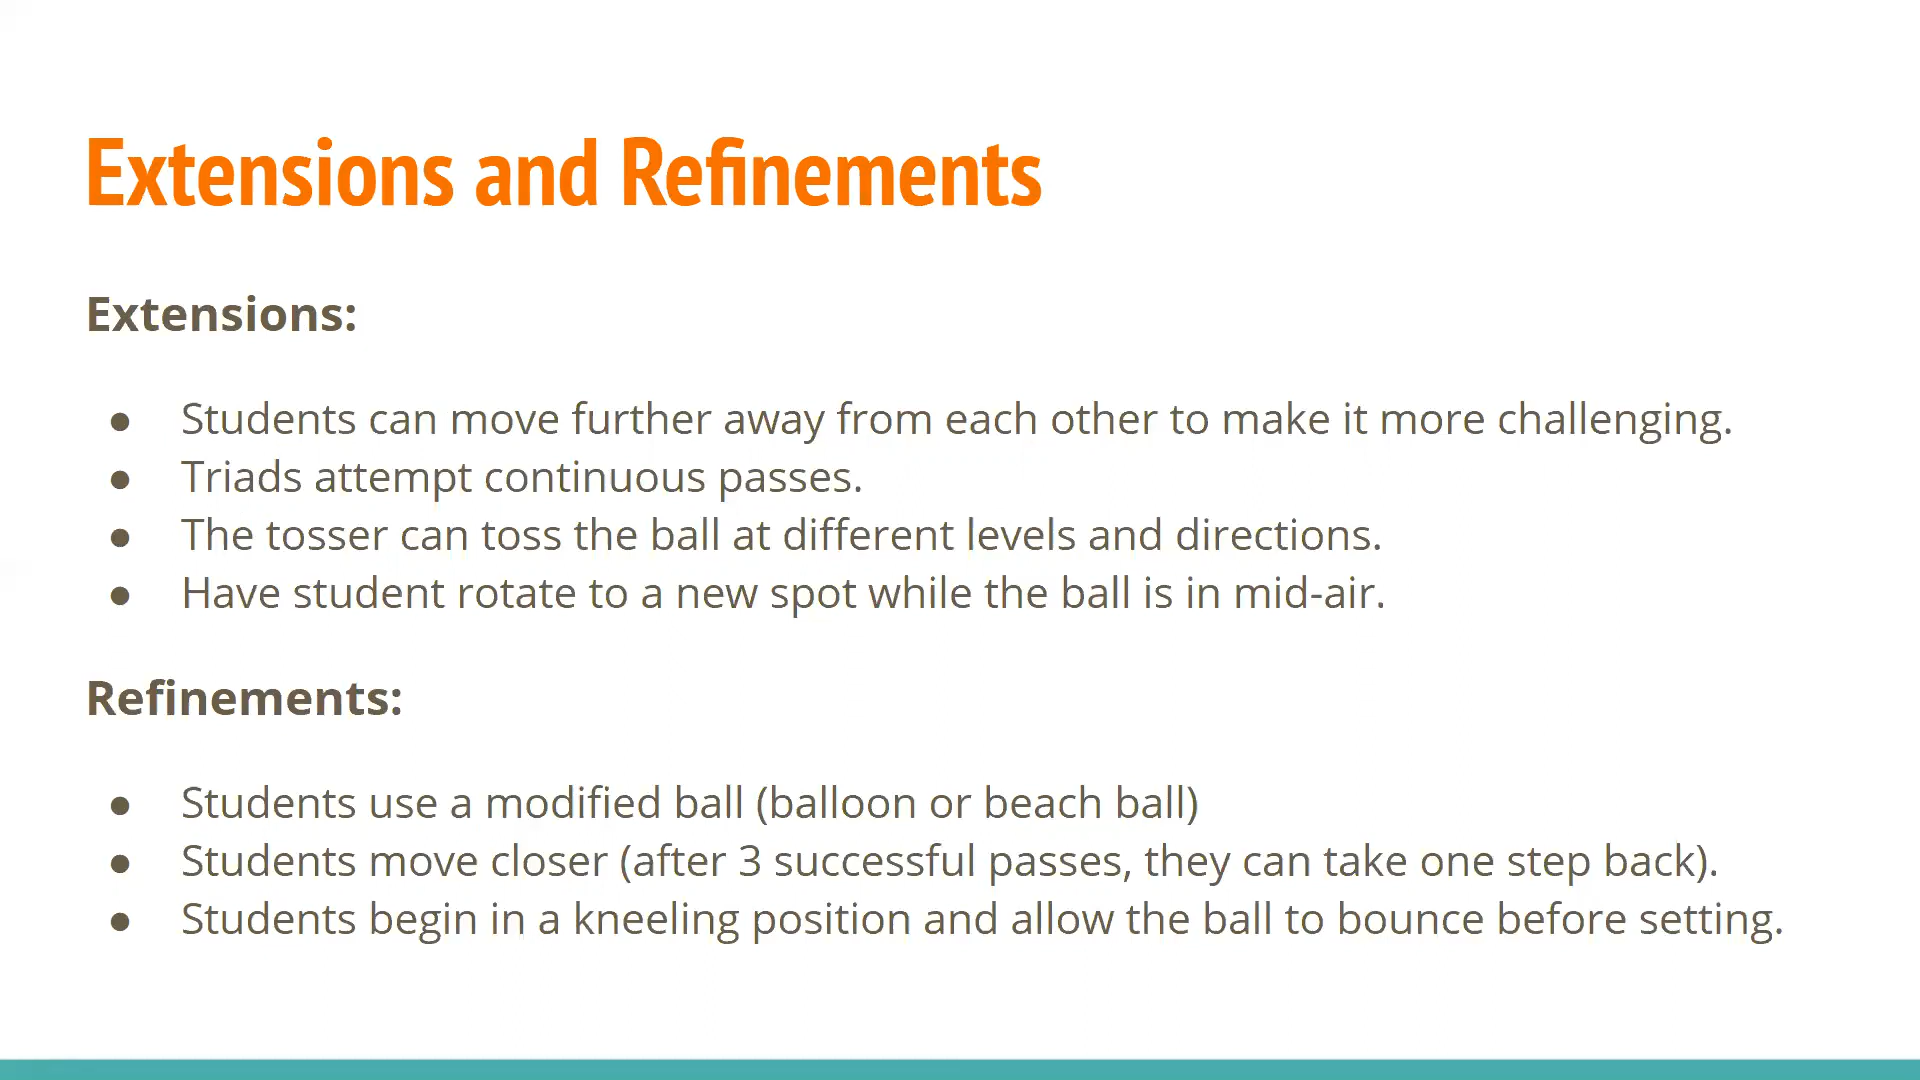 Extensions and Refinements
Extensions:
● Students can move further away from each other to make it more challenging.
● Triads attempt continuous passes.
● The tosser can toss the ball at different levels and directions.
● Have student rotate to a new spot while the ball is in mid-air.
Refinements:
● Students use a modified ball (balloon or beach ball)
● Students move closer (after 3 successful passes, they can take one step back).
● Students begin in a kneeling position and allow the ball to bounce before setting.